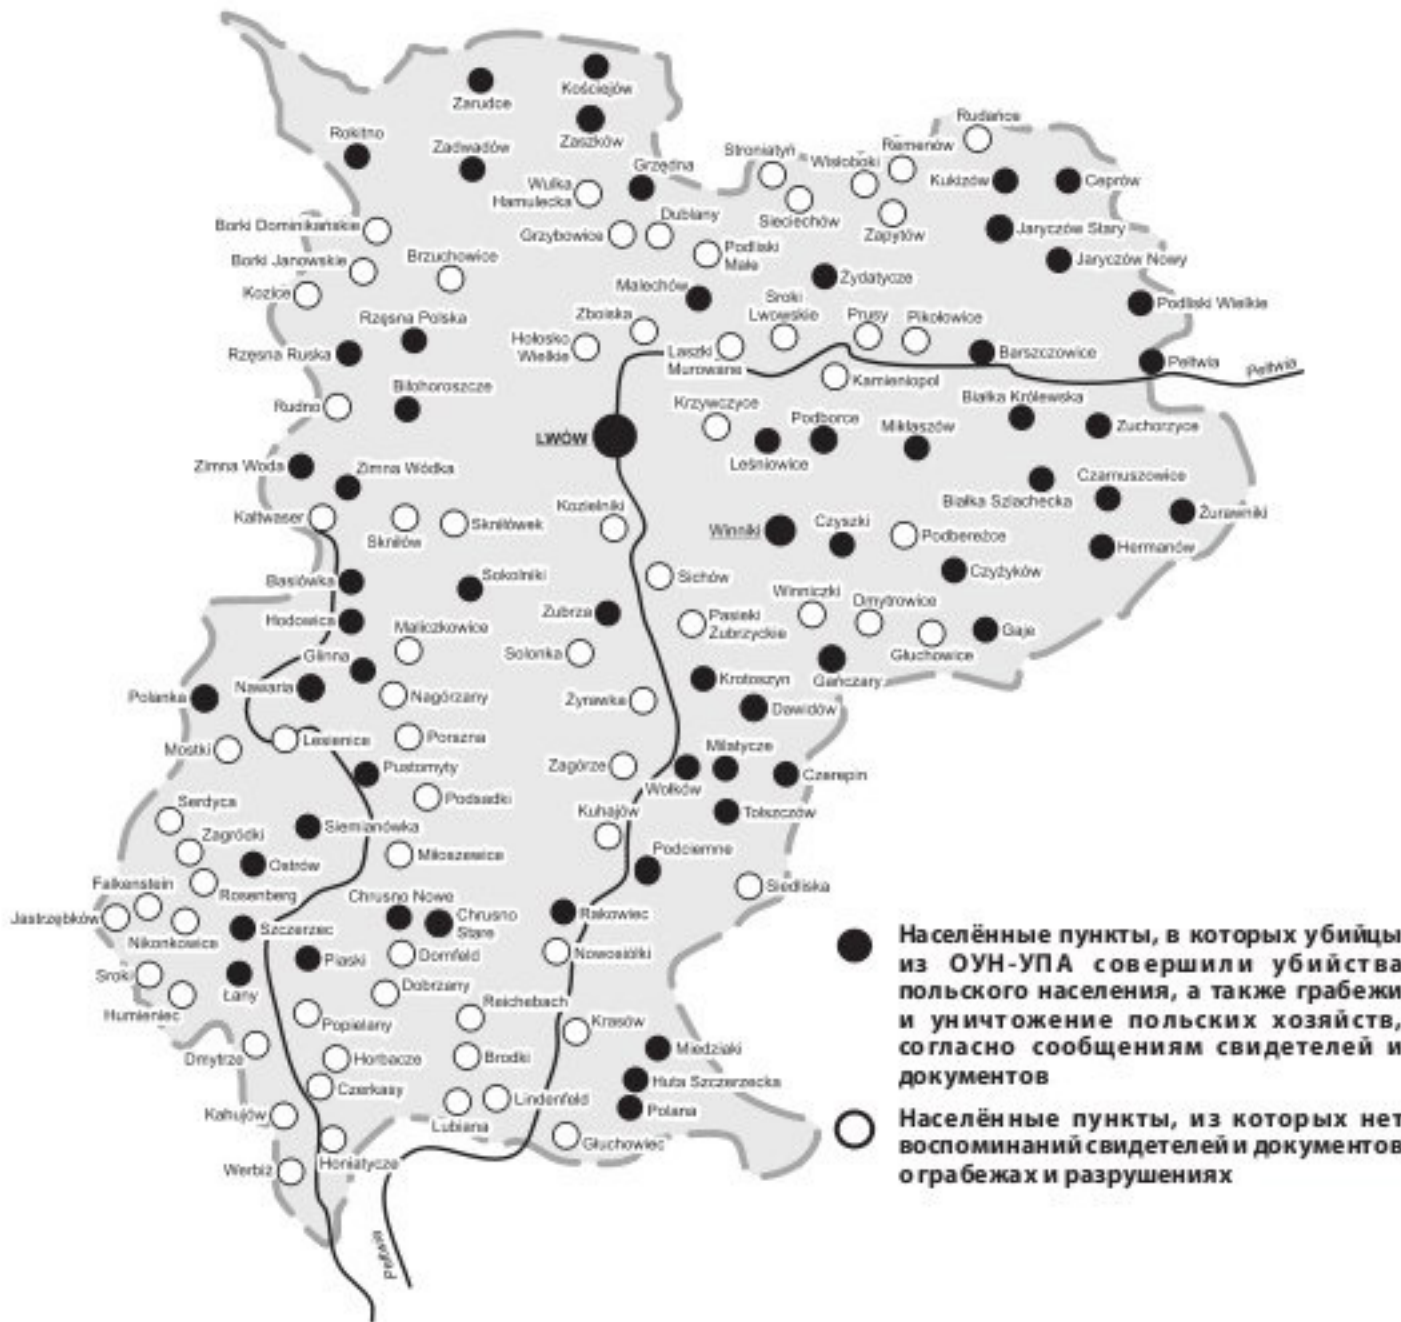 Zarudce
Kościejów
Zaszków
Rokitno
Zadwadów
Grzędna
Wulka
Hamulecka
Dublany
Grzybowice
Podliski
Małe
Stroniatyń
Sieciechów
Wisłoboki
Remenów
Rudańce
Zapytów
Kukizów
Ceprów
Jaryczów Stary
Jaryczów Nowy
Podliski Wielkie
Borki Dominikańskie
Borki Janowskie
Kozice
Brzuchowice
Malechów
Żydatycze
Zboiska
Sroki
Lwowskie
Prusy
Pikołowice
Rzęsna Polska
Rzęsna Ruska
Hołosko
Wielkie
Laszki
Murowane
Barszczowice
Pełtwia
Pełtwia
Kamieniopol
Rudno
Biłohoroszcze
LWÓW
Krzywczyce
Leśniowice
Podborce
Mikłaszów
Białka Królewska
Zuchorzyce
Zimna Woda
Zimna Wódka
Białka Szlachecka
Czarnuszowice
Żurawniki
Kaltwaser
Skniłów
Skniłówek
Kozielniki
Winniki
Czyszki
Podbereżce
Hermanów
Czyżyków
Basiówka
Sokolniki
Sichów
Winniczki
Dmytrowice
Hodowica
Maliczkowice
Zubrza
Pasieki
Zubrzyckie
Głuchowice
Gaje
Glinna
Solonka
Gańczary
Polanka
Nawaria
Nagórzany
Żyrawka
Krotoszyn
Dawidów
Mostki
Lesienice
Porszna
Zagórze
Milatycze
Wołków
Czerepin
Pustomyty
Podsadki
Tołszczów
Serdyca
Zagródki
Siemianówka
Kuhajów
Ostrów
Miłoszewice
Podciemne
Siedliska
Falkenstein
Rosenberg
Jastrzębków
Nikonkowice
Szczerzec
Chrusno Nowe
Chrusno
Stare
Rakowiec
Sroki
Łany
Piaski
Dornfeld
Nowosiółki
Humieniec
Dobrzany
Popielany
Reichebach
Krasów
Dmytrze
Horbacze
Brodki
Miedziaki
Czerkasy
Huta Szczerzecka
Kahujów
Lubiana
Lindenfeld
Polana
Honiatycze
Głuchowiec
Werbiż
Pełtwia
Населённые пункты, в которых убийцы
из ОУН-УПА совершили убийства
польского населения, а также грабежи
и уничтожение польских хозяйств,
согласно сообщениям свидетелей и
документов
Населённые пункты, из которых нет
воспоминаний свидетелей и документов
о грабежах и разрушениях